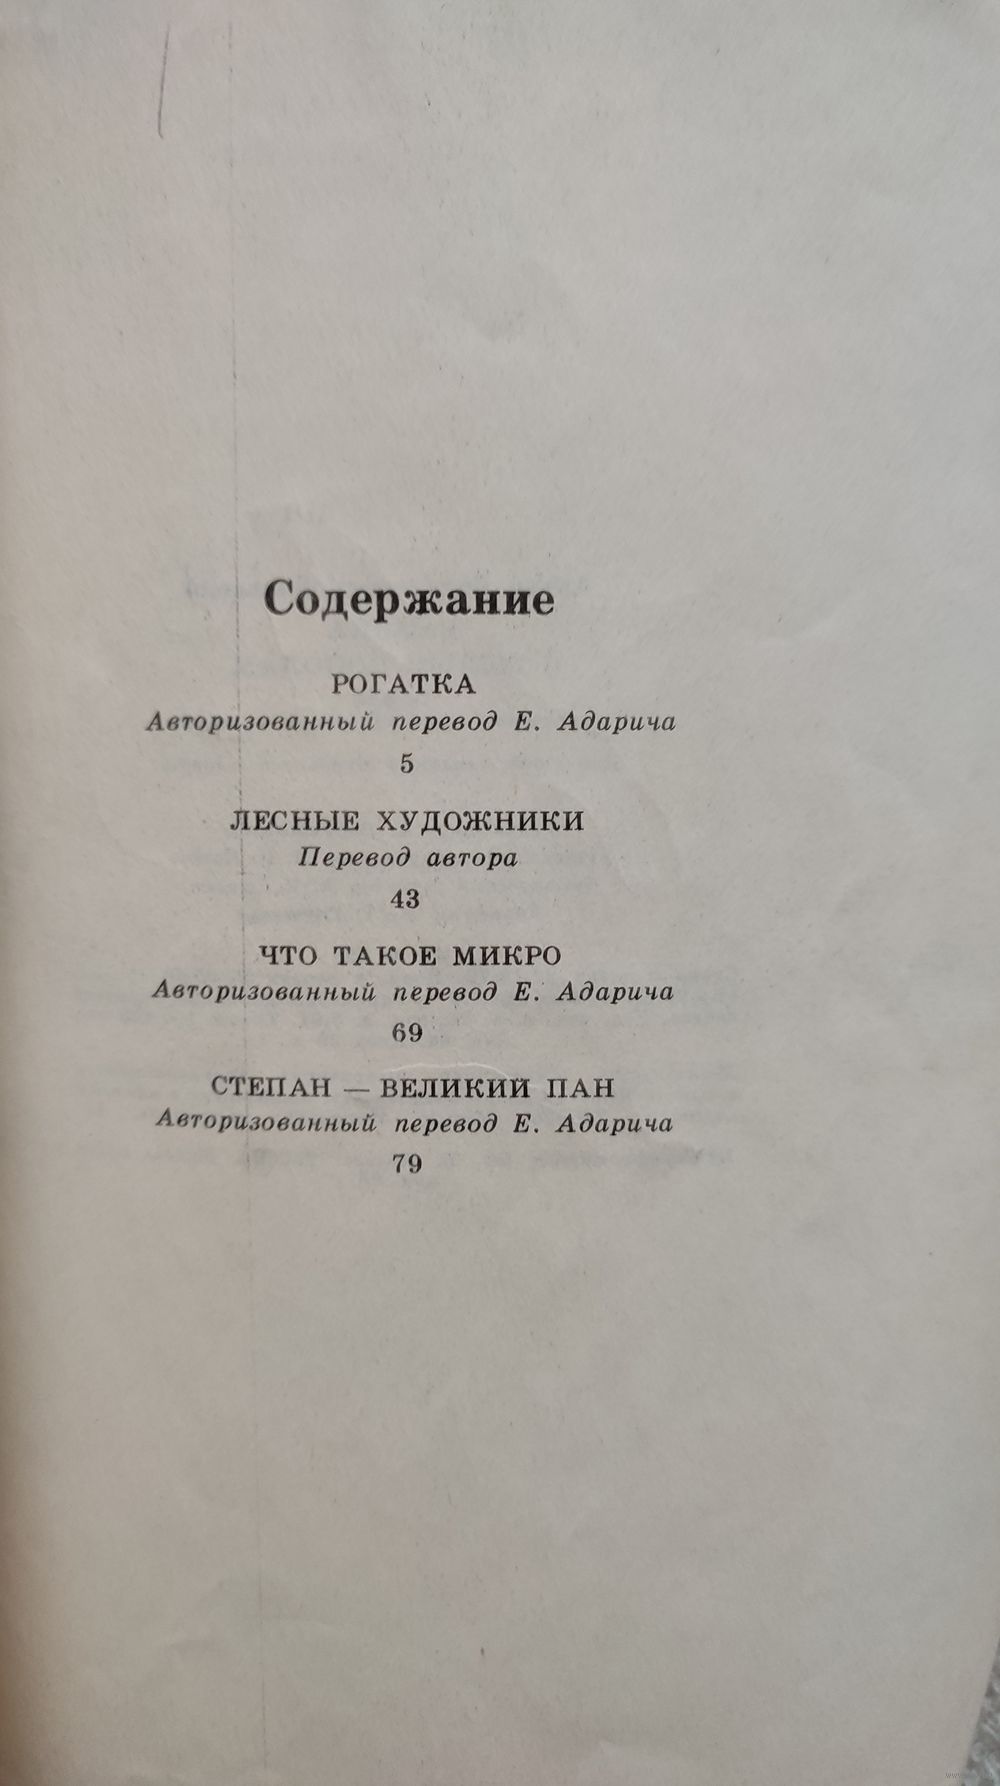 Содержание
РОГАТКА
Авторизованный перевод Е. Адарича
5
ЛЕСНЫЕ ХУДОЖНИКИ
Перевод автора
43
ЧТО ТАКОЕ МИКРО
Авторизованный перевод Е. Адарича
69
СТЕПАН — ВЕЛИКИЙ ПАН
Авторизованный перевод Е. Адарича
79